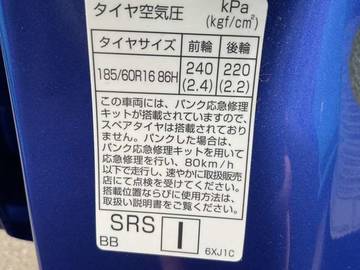 タイヤ空気圧 kPa
(kgf/c㎡)
タイヤサイズ 前輪 後輪
185/60R16 86H 240 220
(2.4) (2.2)
この車両には、パンク応急修理
キットが搭載されていますので、
スペアタイヤは搭載されており
ません。パンクした場合は、
パンク応急修理キットを用いて
応急修理を行い、80km/h
以下で走行し、速やかに取扱販売
店にて点検を受けてください。
搭載位置ならびに使用方法は、
取扱い説明書をご覧ください。
SRS I
BB 6XJ1C